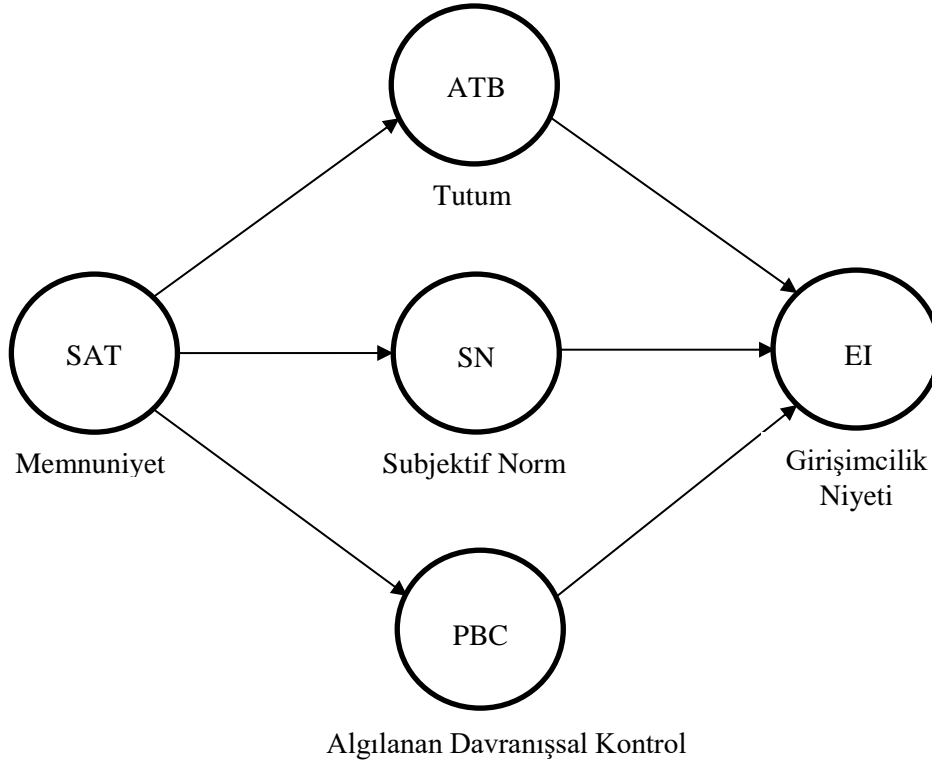 ATB
Tutum
SAT
Memnuniyet
SN
Subjektif Norm
EI
Girişimcilik
Niyeti
PBC
Algılanan Davranışsal Kontrol